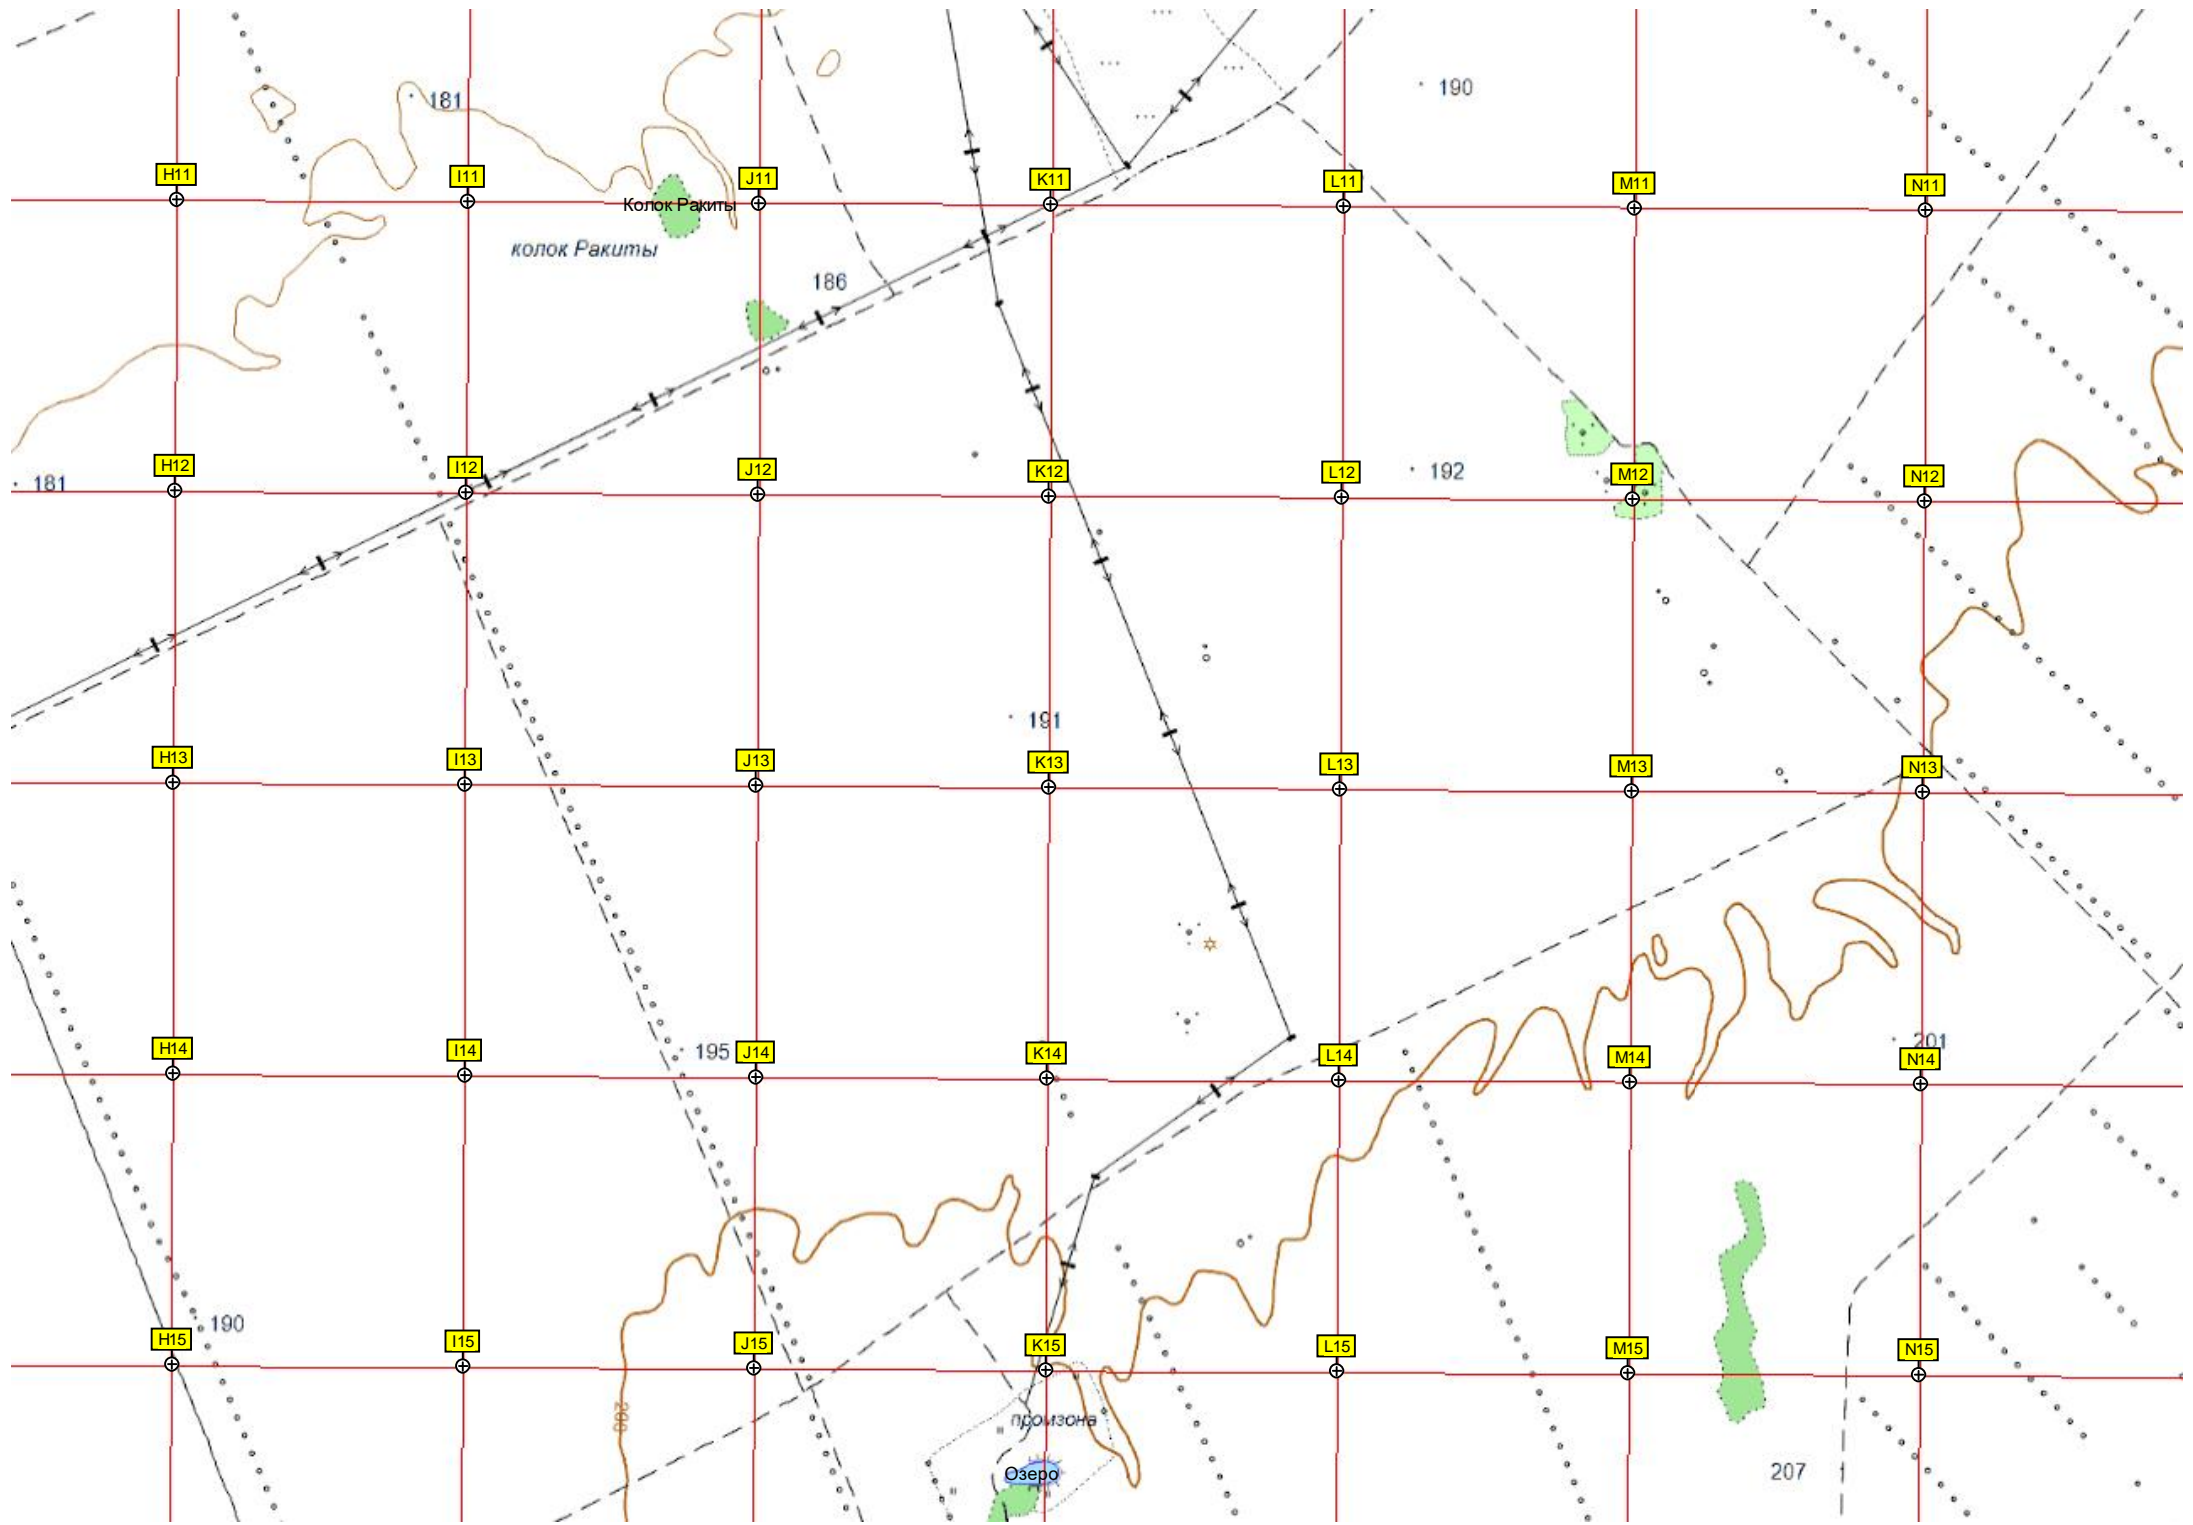 190
181
H11
I11
J11
K11
L11
M11
N11
Колок Ракиты
колок Ракиты
186
H12
I12
J12
K12
L12
M12
N12
181
192
191
H13
I13
J13
K13
L13
M13
N13
201
195
H14
I14
J14
K14
L14
M14
N14
190
H15
I15
J15
K15
L15
M15
N15
200
промзона
Озеро
207